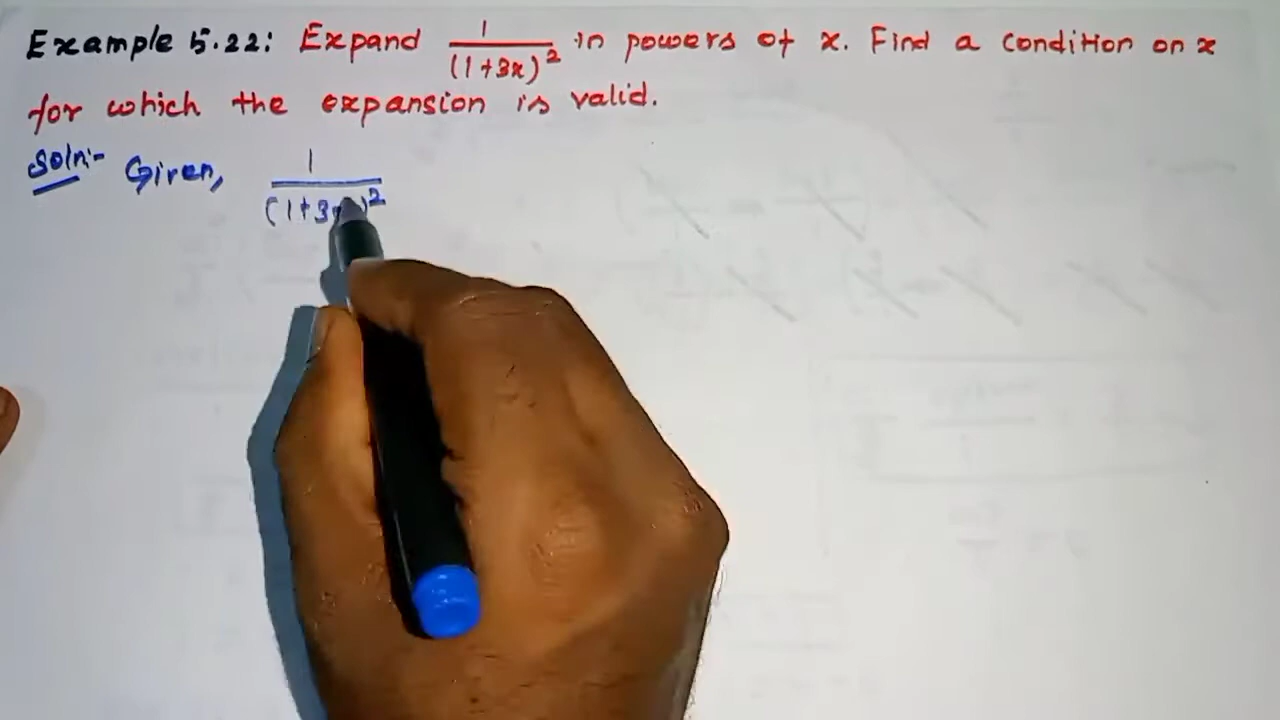 Example 5.22: Expand 1/(1+3x)² in powers of x. Find a condition on x
for which the expansion is valid.
Soln:- Given, 1/(1+3x)²